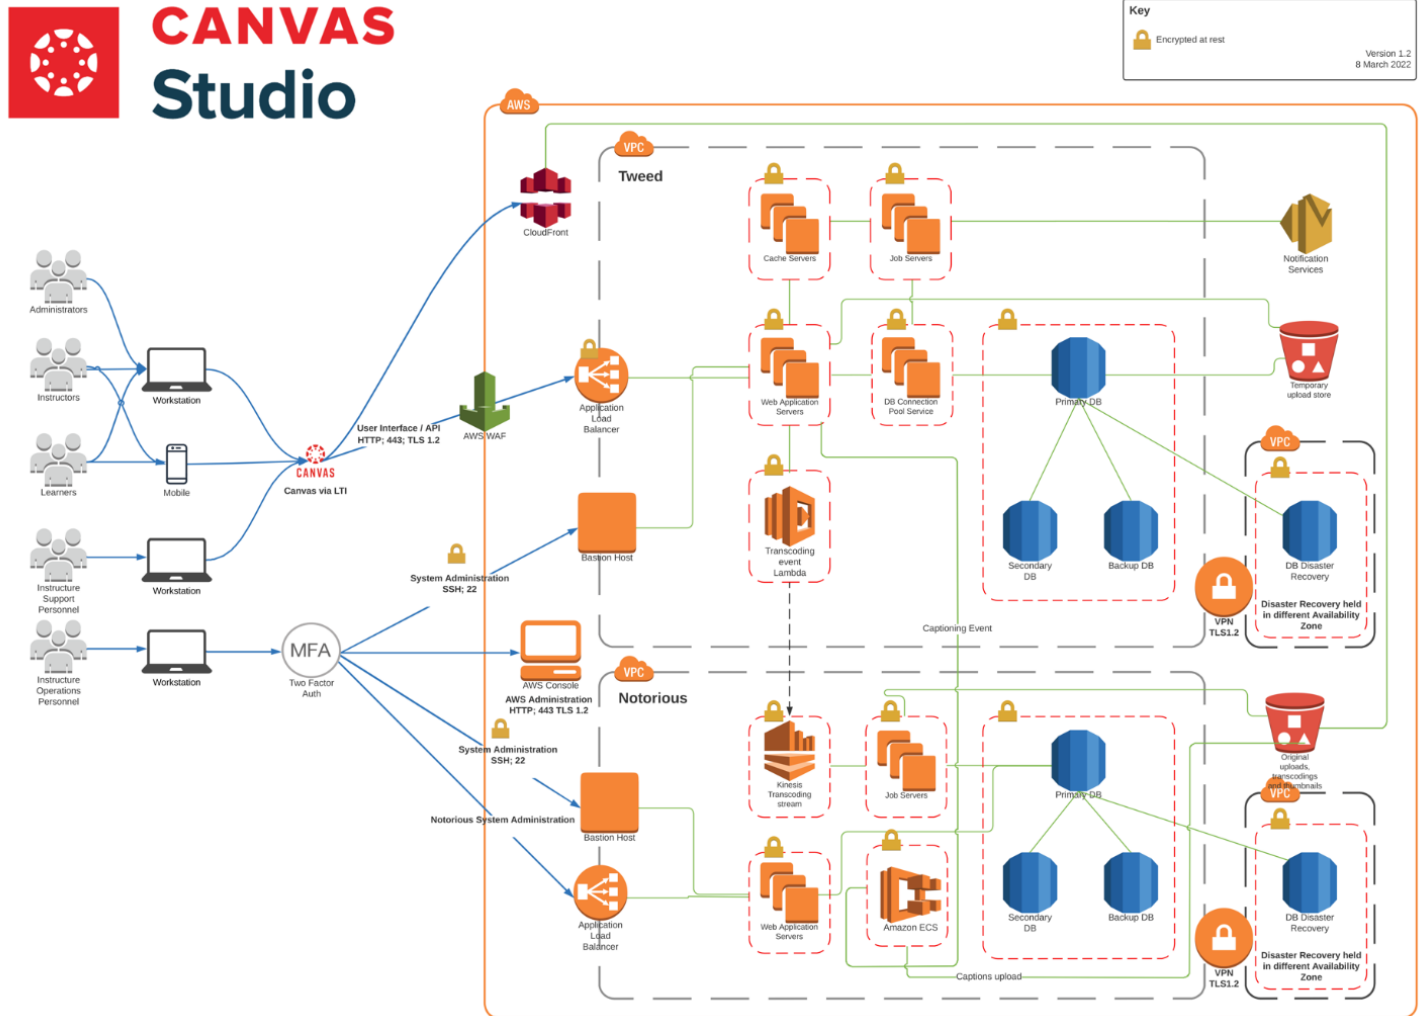 CANVAS
Studio
Key
Encrypted at rest
Version 1.2
8 March 2022
AWS
VPC
Tweed
CloudFront
Cache Servers
Job Servers
Notification
Services
Administrators
Instructors
Learners
Workstation
Mobile
CANVAS
Canvas via LTI
User Interface / API
HTTP; 443; TLS 1.2
AWS WAF
Application
Load
Balancer
Web Application
Servers
DB Connection
Pool Service
Primary DB
Temporary
upload store
Transcoding
event
Lambda
Secondary
DB
Backup DB
VPC
DB Disaster
Recovery
Disaster Recovery held
in different Availability
Zone
VPN
TLS1.2
Bastion Host
System Administration
SSH; 22
Instructure
Support
Personnel
Workstation
Instructure
Operations
Personnel
Workstation
MFA
Two Factor
Auth
AWS Console
AWS Administration
HTTP; 443 TLS 1.2
Captioning Event
VPC
Notorious
System Administration
SSH; 22
Notorious System Administration
Bastion Host
Application
Load
Balancer
Kinesis
Transcoding
stream
Job Servers
Web Application
Servers
Amazon ECS
Captions upload
Primary DB
Secondary
DB
Backup DB
Original
uploads,
transcodings
and thumbnails
VPC
DB Disaster
Recovery
Disaster Recovery held
in different Availability
Zone
VPN
TLS1.2